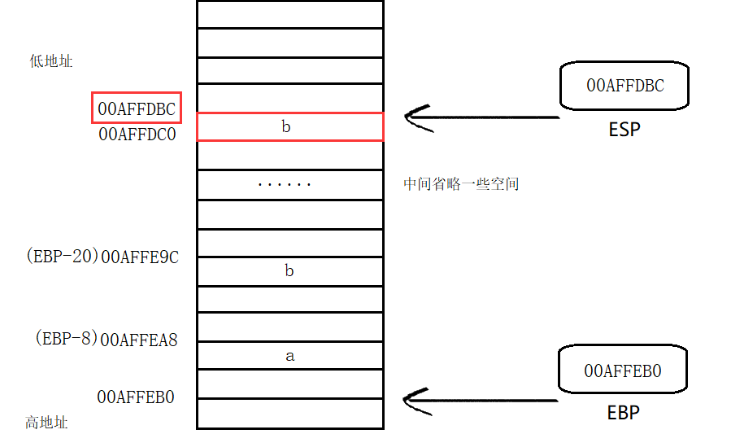 低地址
00AFFDBC
00AFFDBC
00AFFDC0
b
ESP
......
中间省略一些空间
(EBP-20)00AFFE9C
b
(EBP-8)00AFFEA8
a
00AFFEB0
00AFFEB0
EBP
高地址